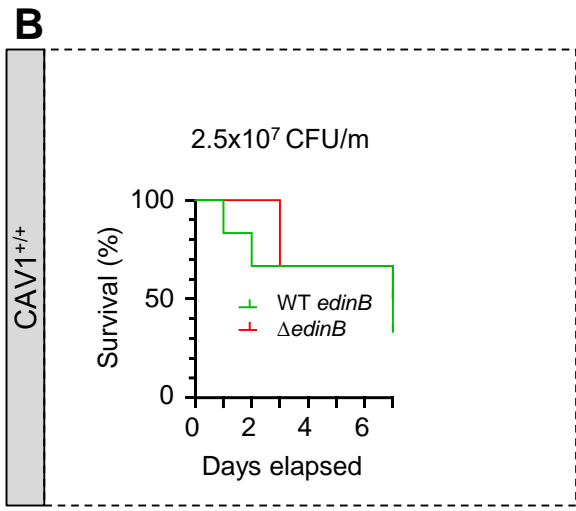 B
CAV1+/+
2.5x10⁷ CFU/m
Survival (%)
100
50
0
WT edinB
ΔedinB
0 2 4 6
Days elapsed